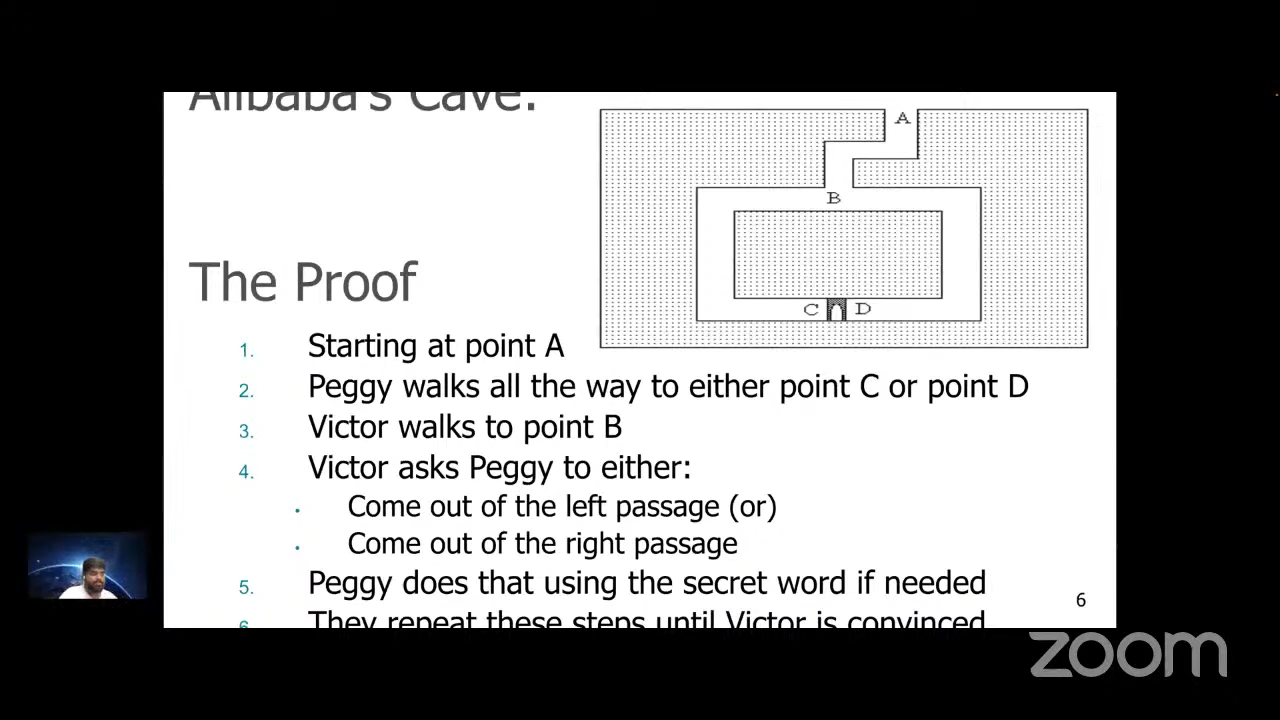 Alibaba's Cave:
A
B
C D
The Proof
1. Starting at point A
2. Peggy walks all the way to either point C or point D
3. Victor walks to point B
4. Victor asks Peggy to either:
• Come out of the left passage (or)
• Come out of the right passage
5. Peggy does that using the secret word if needed
6. They repeat these steps until Victor is convinced
6
zoom